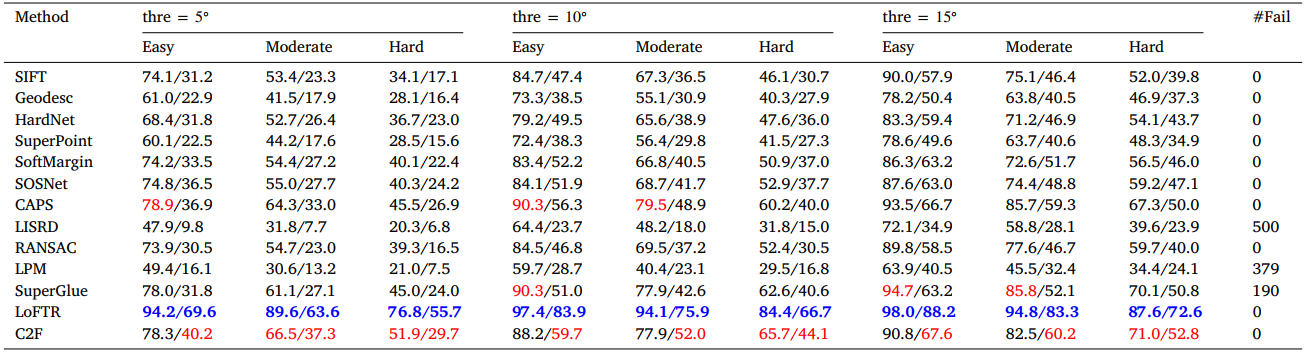 Method thre = 5° thre = 10° thre = 15° #Fail
Easy Moderate Hard Easy Moderate Hard Easy Moderate Hard
SIFT 74.1/31.2 53.4/23.3 34.1/17.1 84.7/47.4 67.3/36.5 46.1/30.7 90.0/57.9 75.1/46.4 52.0/39.8 0
Geodesc 61.0/22.9 41.5/17.9 28.1/16.4 73.3/38.5 55.1/30.9 40.3/27.9 78.2/50.4 63.8/40.5 46.9/37.3 0
HardNet 68.4/31.8 52.7/26.4 36.7/23.0 79.2/49.5 65.6/38.9 47.6/36.0 83.3/59.4 71.2/46.9 54.1/43.7 0
SuperPoint 60.1/22.5 44.2/17.6 28.5/15.6 72.4/38.3 56.4/29.8 41.5/27.3 78.6/49.6 63.7/40.6 48.3/34.9 0
SoftMargin 74.2/33.5 54.4/27.2 40.1/22.4 83.4/52.2 66.8/40.5 50.9/37.0 86.3/63.2 72.6/51.7 56.5/46.0 0
SOSNet 74.8/36.5 55.0/27.7 40.3/24.2 84.1/51.9 68.7/41.7 52.9/37.7 87.6/63.0 74.4/48.8 59.2/47.1 0
CAPS 78.9/36.9 64.3/33.0 45.5/26.9 90.3/56.3 79.5/48.9 60.2/40.0 93.5/66.7 85.7/59.3 67.3/50.0 0
LISRD 47.9/9.8 31.8/7.7 20.3/6.8 64.4/23.7 48.2/18.0 31.8/15.0 72.1/34.9 58.8/28.1 39.6/23.9 500
RANSAC 73.9/30.5 54.7/23.0 39.3/16.5 84.5/46.8 69.5/37.2 52.4/30.5 89.8/58.5 77.6/46.7 59.7/40.0 0
LPM 49.4/16.1 30.6/13.2 21.0/7.5 59.7/28.7 40.4/23.1 29.5/16.8 63.9/40.5 45.5/32.4 34.4/24.1 379
SuperGlue 78.0/31.8 61.1/27.1 45.0/24.0 90.3/51.0 77.9/42.6 62.6/40.6 94.7/63.2 85.8/52.1 70.1/50.8 190
LoFTR 94.2/69.6 89.6/63.6 76.8/55.7 97.4/83.9 94.1/75.9 84.4/66.7 98.0/88.2 94.8/83.3 87.6/72.6 0
C2F 78.3/40.2 66.5/37.3 51.9/29.7 88.2/59.7 77.9/52.0 65.7/44.1 90.8/67.6 82.5/60.2 71.0/52.8 0